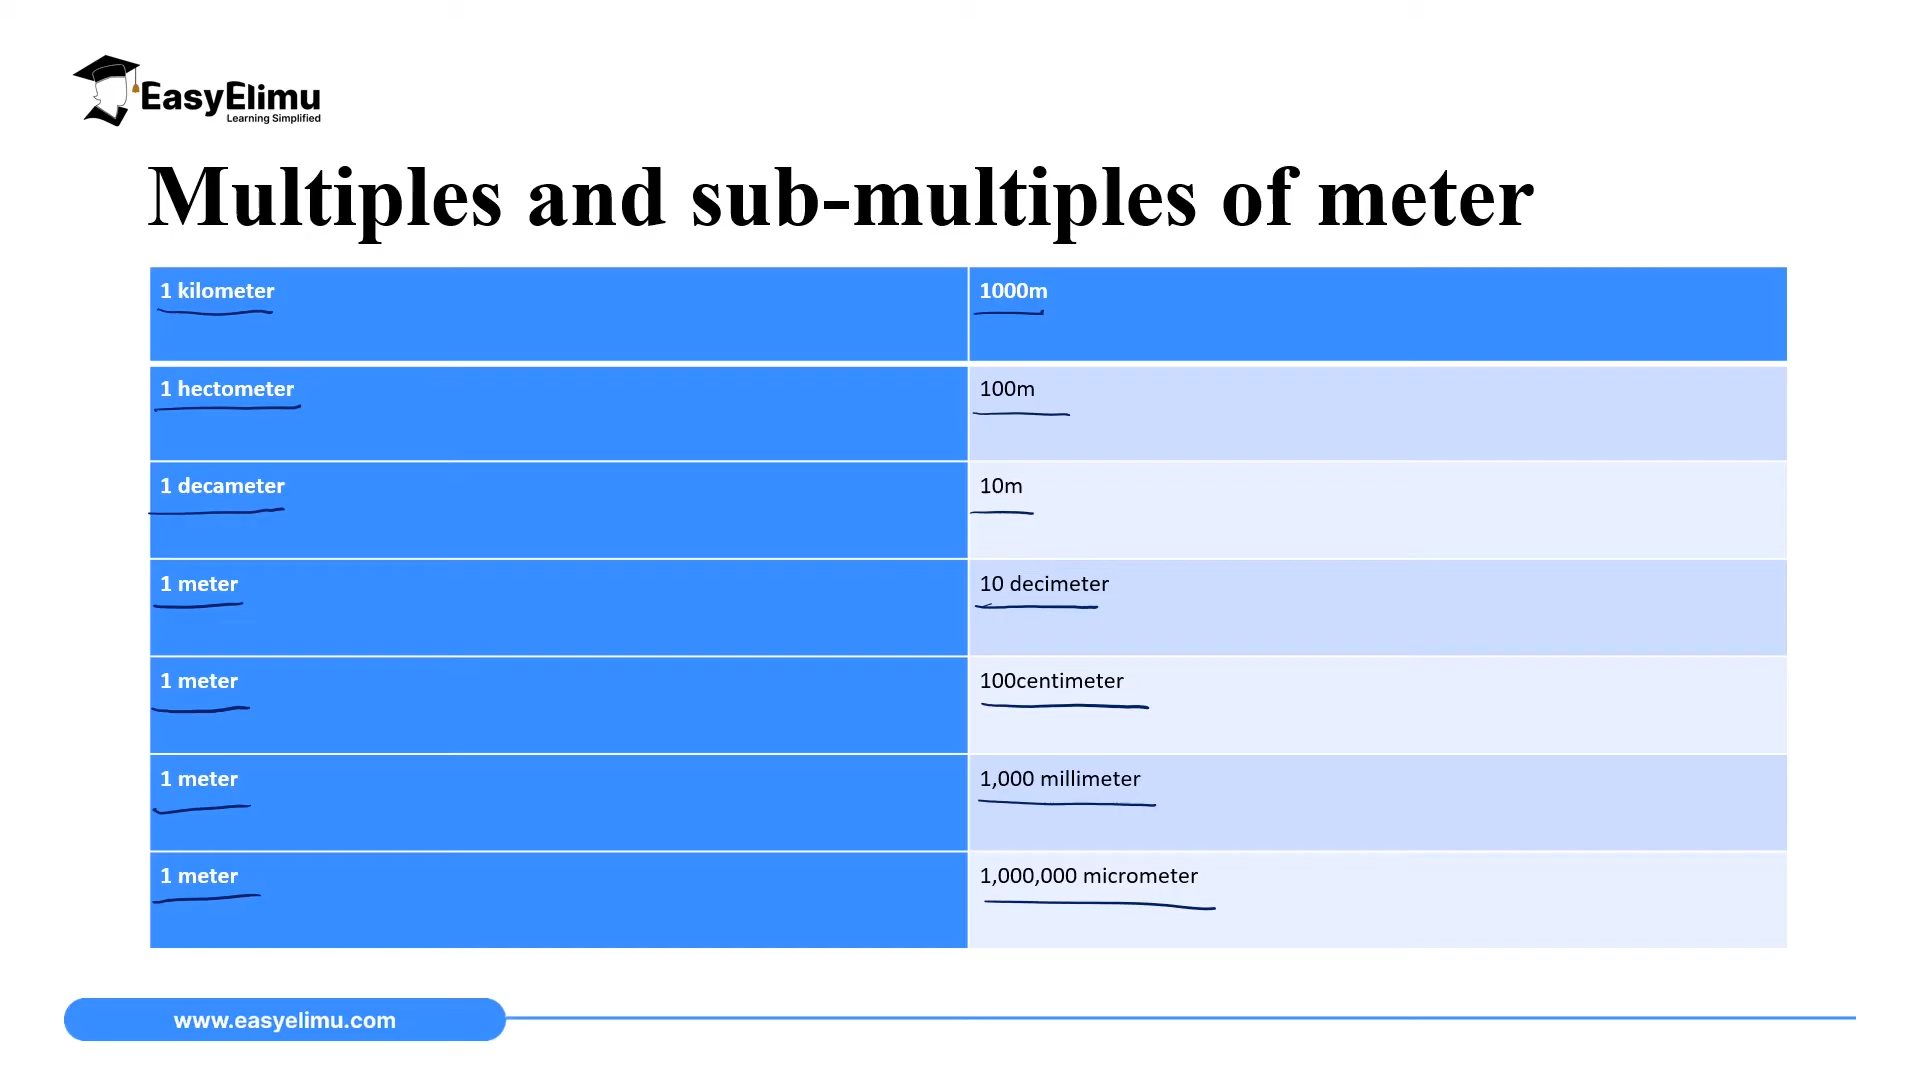 EasyElimu
Learning Simplified
Multiples and sub-multiples of meter
1 kilometer 1000m
1 hectometer 100m
1 decameter 10m
1 meter 10 decimeter
1 meter 100centimeter
1 meter 1,000 millimeter
1 meter 1,000,000 micrometer
www.easyelimu.com